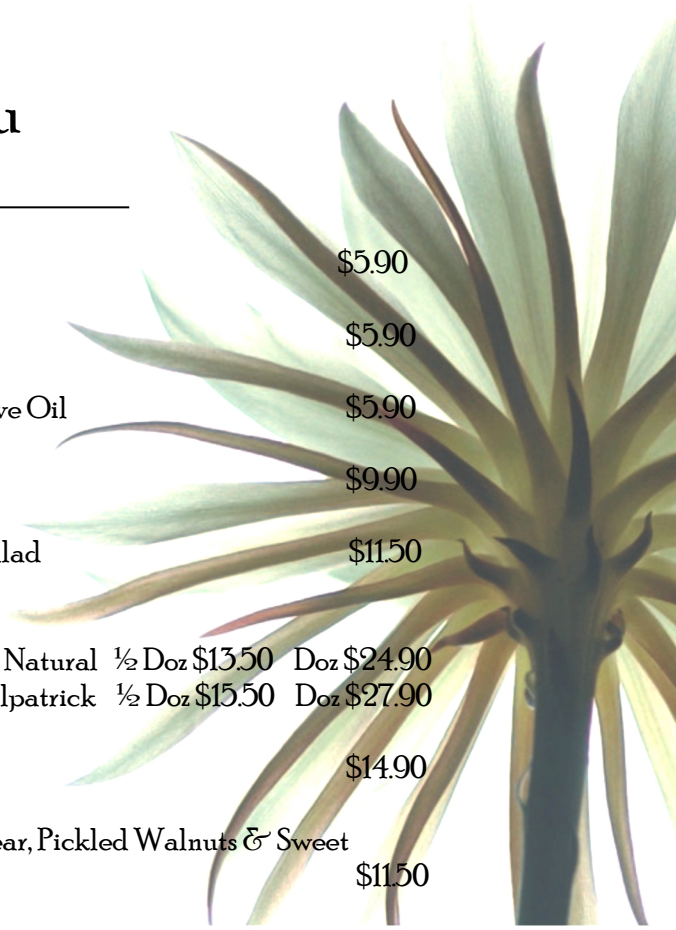 u
$5.90
$5.90
ve Oil $5.90
$9.90
lad $11.50
Natural ½ Doz $13.50 Doz $24.90
lpatrick ½ Doz $15.50 Doz $27.90
$14.90
ear, Pickled Walnuts & Sweet
$11.50